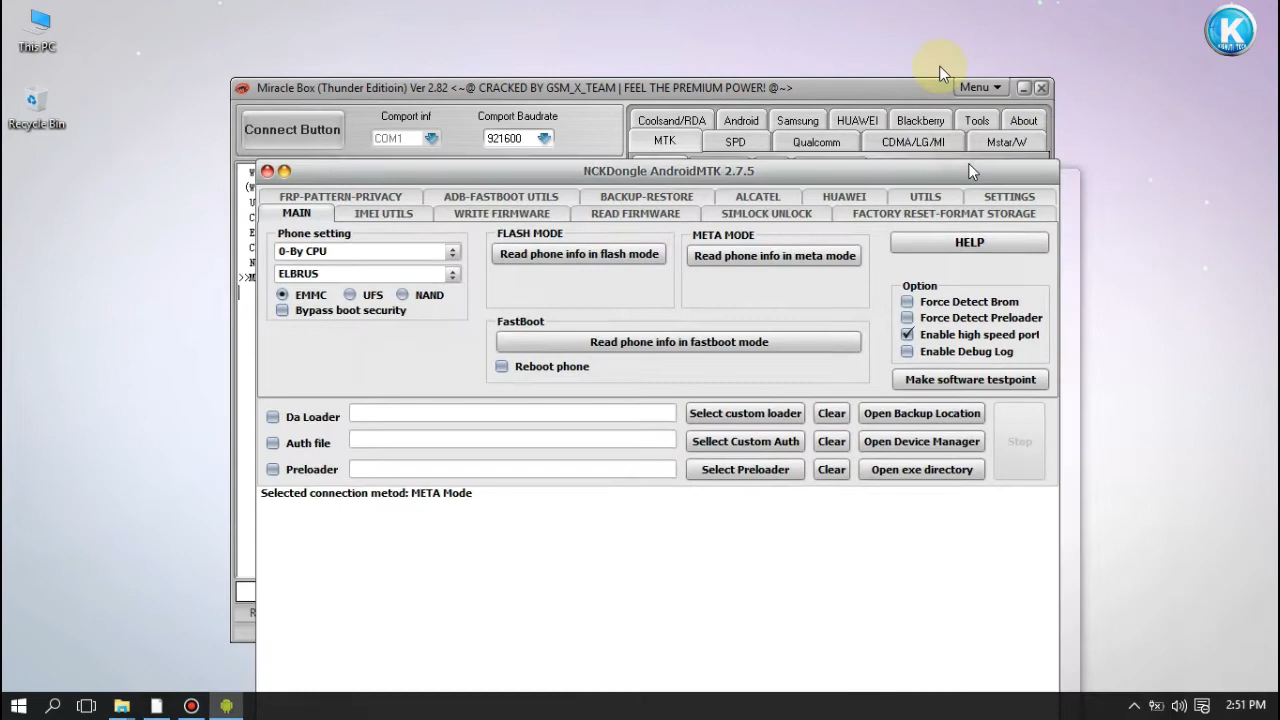 This PC
Recycle Bin
K
KISHUTI TECH
Miracle Box (Thunder Editioin) Ver 2.82 <~@ CRACKED BY GSM_X_TEAM | FEEL THE PREMIUM POWER! @~>
Menu
Connect Button
Comport inf
Comport Baudrate
COM1
921600
Coolsand/RDA
Android
Samsung
HUAWEI
Blackberry
Tools
About
MTK
SPD
Qualcomm
CDMA/LG/MI
Mstar/W
NCKDongle AndroidMTK 2.7.5
FRP-PATTERN-PRIVACY
ADB-FASTBOOT UTILS
BACKUP-RESTORE
ALCATEL
HUAWEI
UTILS
SETTINGS
MAIN
IMEI UTILS
WRITE FIRMWARE
READ FIRMWARE
SIMLOCK UNLOCK
FACTORY RESET-FORMAT STORAGE
Phone setting
0-By CPU
ELBRUS
EMMC
UFS
NAND
Bypass boot security
FLASH MODE
Read phone info in flash mode
META MODE
Read phone info in meta mode
FastBoot
Read phone info in fastboot mode
Reboot phone
HELP
Option
Force Detect Brom
Force Detect Preloader
Enable high speed port
Enable Debug Log
Make software testpoint
Da Loader
Select custom loader
Clear
Open Backup Location
Auth file
Sellect Custom Auth
Clear
Open Device Manager
Preloader
Select Preloader
Clear
Open exe directory
Stop
Selected connection metod: META Mode
2:51 PM